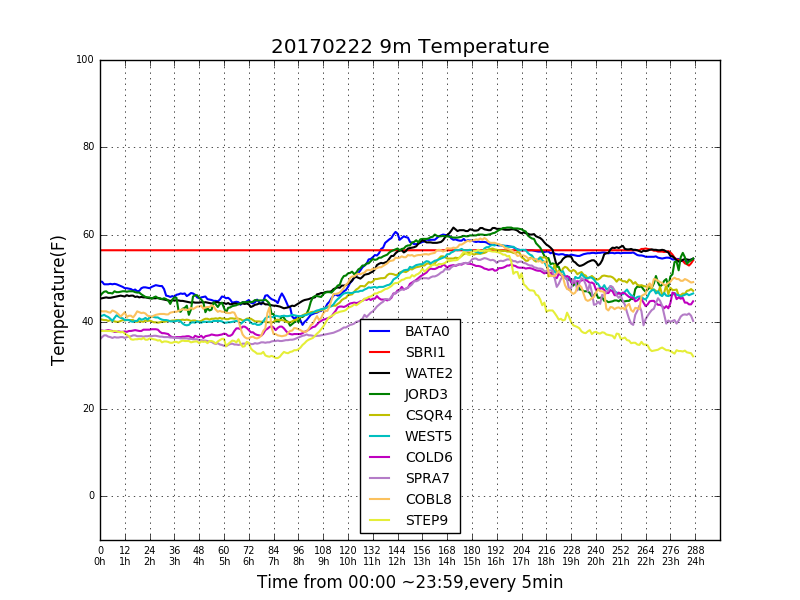 20170222 9m Temperature
100
80
60
40
20
0
Temperature(F)
BATA0
SBRI1
WATE2
JORD3
CSQR4
WEST5
COLD6
SPRA7
COBL8
STEP9
0 12 24 36 48 60 72 84 96 108 120 132 144 156 168 180 192 204 216 228 240 252 264 276 288
0h 1h 2h 3h 4h 5h 6h 7h 8h 9h 10h 11h 12h 13h 14h 15h 16h 17h 18h 19h 20h 21h 22h 23h 24h
Time from 00:00 ~23:59,every 5min